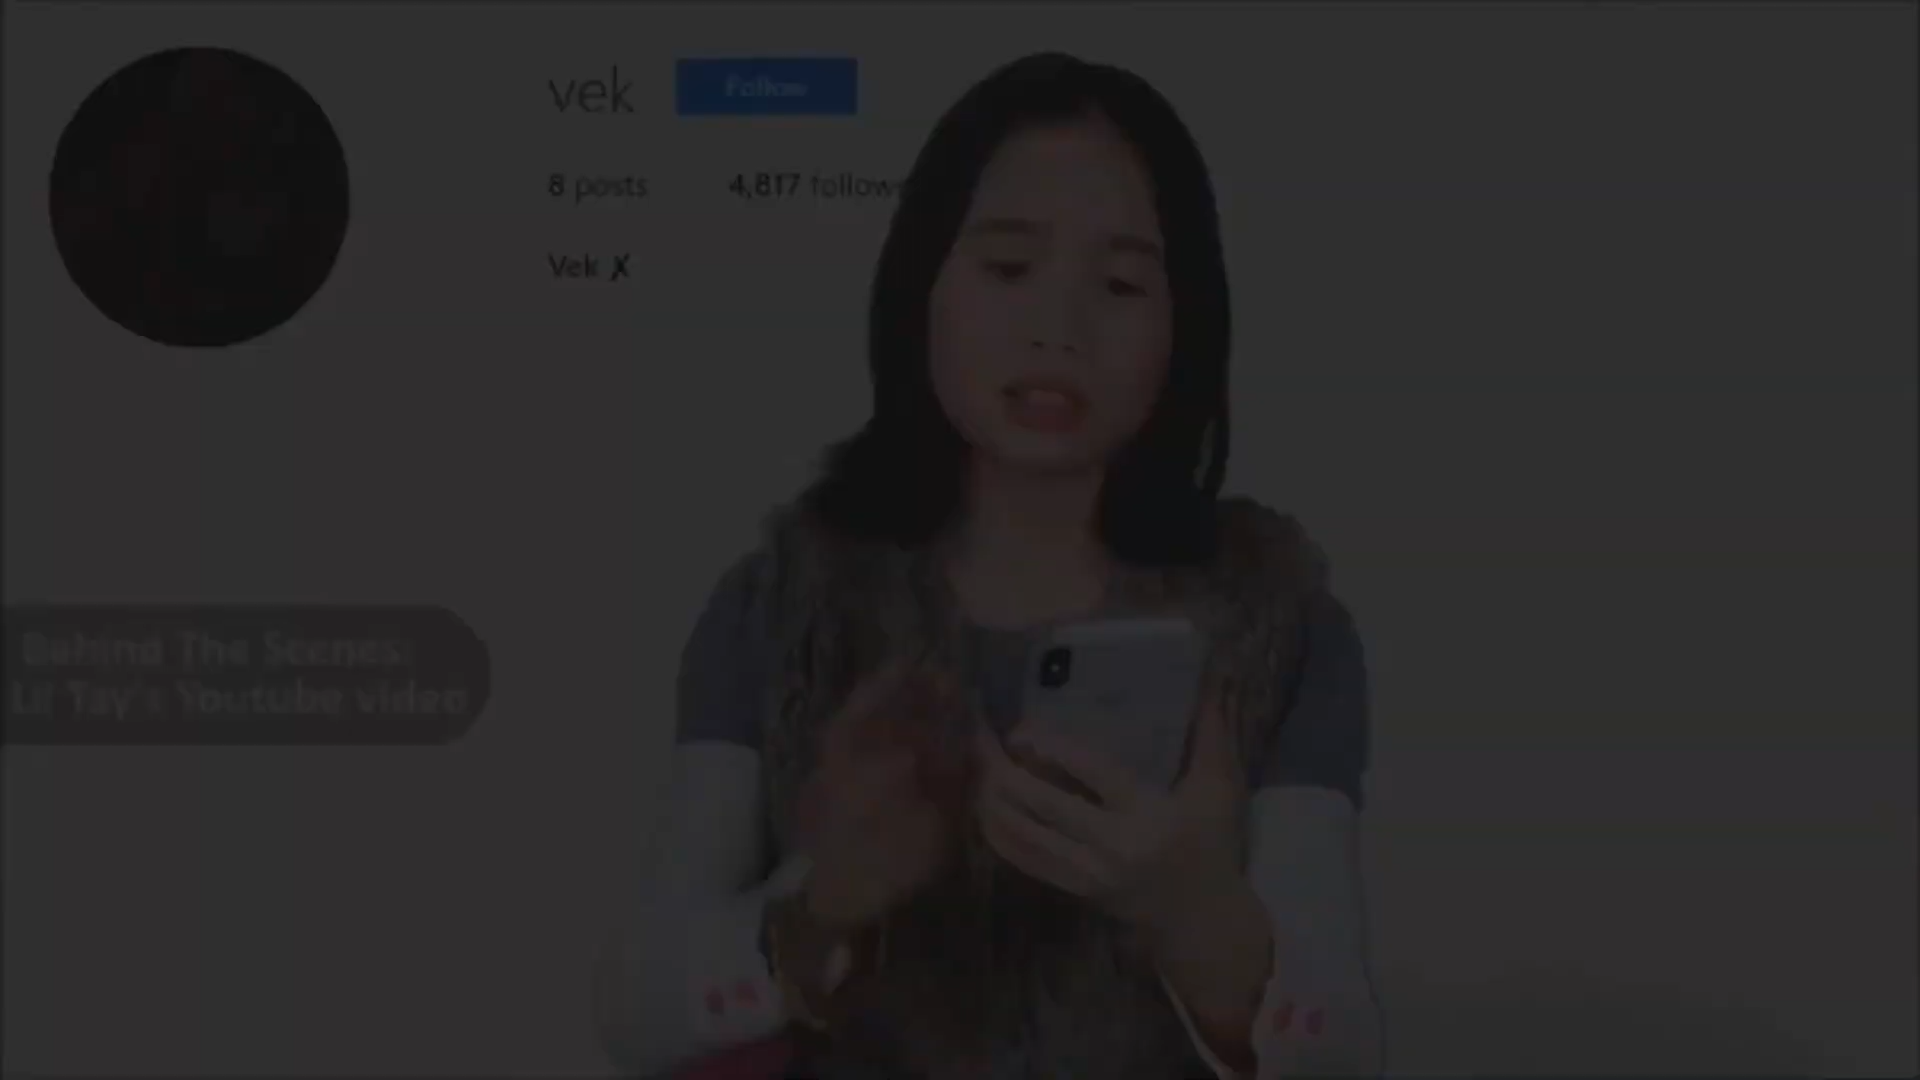 vek
Follow
8 posts
4,817 follow
Vek X
Behind The Scenes:
Lil Tay's Youtube video